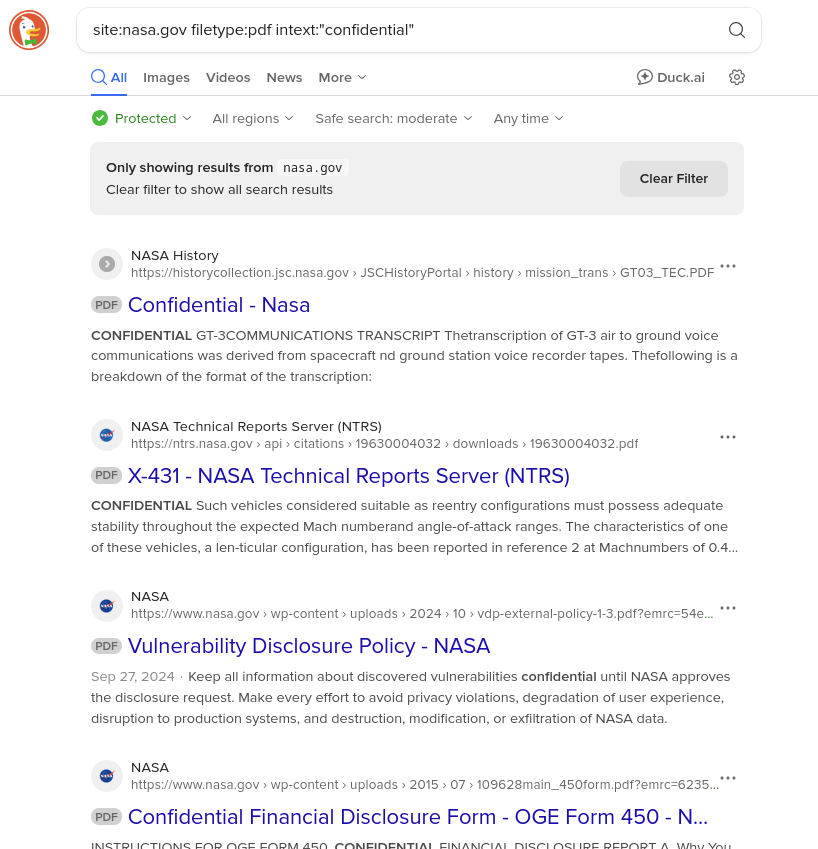 site:nasa.gov filetype:pdf intext:"confidential"
All Images Videos News More Duck.ai
Protected All regions Safe search: moderate Any time
Only showing results from nasa.gov
Clear filter to show all search results
Clear Filter
NASA History
https://historycollection.jsc.nasa.gov › JSCHistoryPortal › history › mission_trans › GT03_TEC.PDF
PDF Confidential - Nasa
CONFIDENTIAL GT-3COMMUNICATIONS TRANSCRIPT Thetranscription of GT-3 air to ground voice
communications was derived from spacecraft nd ground station voice recorder tapes. Thefollowing is a
breakdown of the format of the transcription:
NASA Technical Reports Server (NTRS)
https://ntrs.nasa.gov › api › citations › 19630004032 › downloads › 19630004032.pdf
PDF X-431 - NASA Technical Reports Server (NTRS)
CONFIDENTIAL Such vehicles considered suitable as reentry configurations must possess adequate
stability throughout the expected Mach numberand angle-of-attack ranges. The characteristics of one
of these vehicles, a len-ticular configuration, has been reported in reference 2 at Machnumbers of 0.4...
NASA
https://www.nasa.gov › wp-content › uploads › 2024 › 10 › vdp-external-policy-1-3.pdf?emrc=54e...
PDF Vulnerability Disclosure Policy - NASA
Sep 27, 2024 · Keep all information about discovered vulnerabilities confidential until NASA approves
the disclosure request. Make every effort to avoid privacy violations, degradation of user experience,
disruption to production systems, and destruction, modification, or exfiltration of NASA data.
NASA
https://www.nasa.gov › wp-content › uploads › 2015 › 07 › 109628main_450form.pdf?emrc=6235...
PDF Confidential Financial Disclosure Form - OGE Form 450 - N...
INSTRUCTIONS FOR OGE FORM 450, CONFIDENTIAL FINANCIAL DISCLOSURE REPORT A. Why You